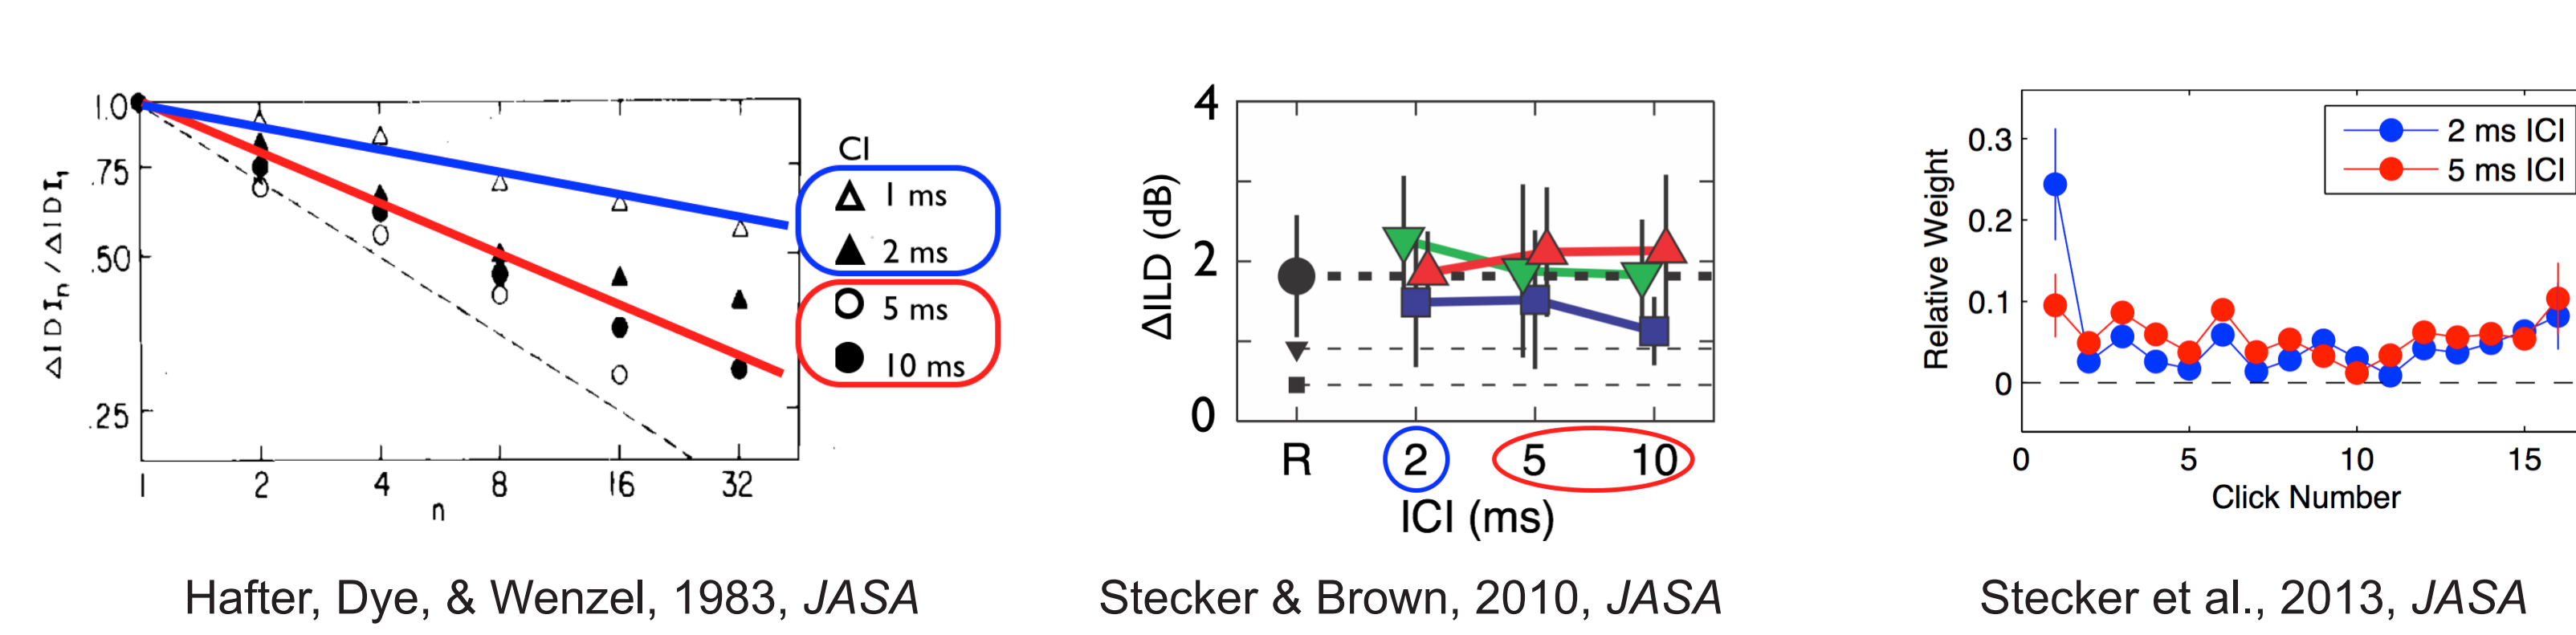 1.0
.75
.50
.25
ΔIDIₙ / ΔIDI₁
1 2 4 8 16 32
n
CI
1 ms
2 ms
5 ms
10 ms
Hafter, Dye, & Wenzel, 1983, JASA
4
2
0
ΔILD (dB)
R 2 5 10
ICI (ms)
Stecker & Brown, 2010, JASA
0.3
0.2
0.1
0
Relative Weight
2 ms ICI
5 ms ICI
0 5 10 15
Click Number
Stecker et al., 2013, JASA